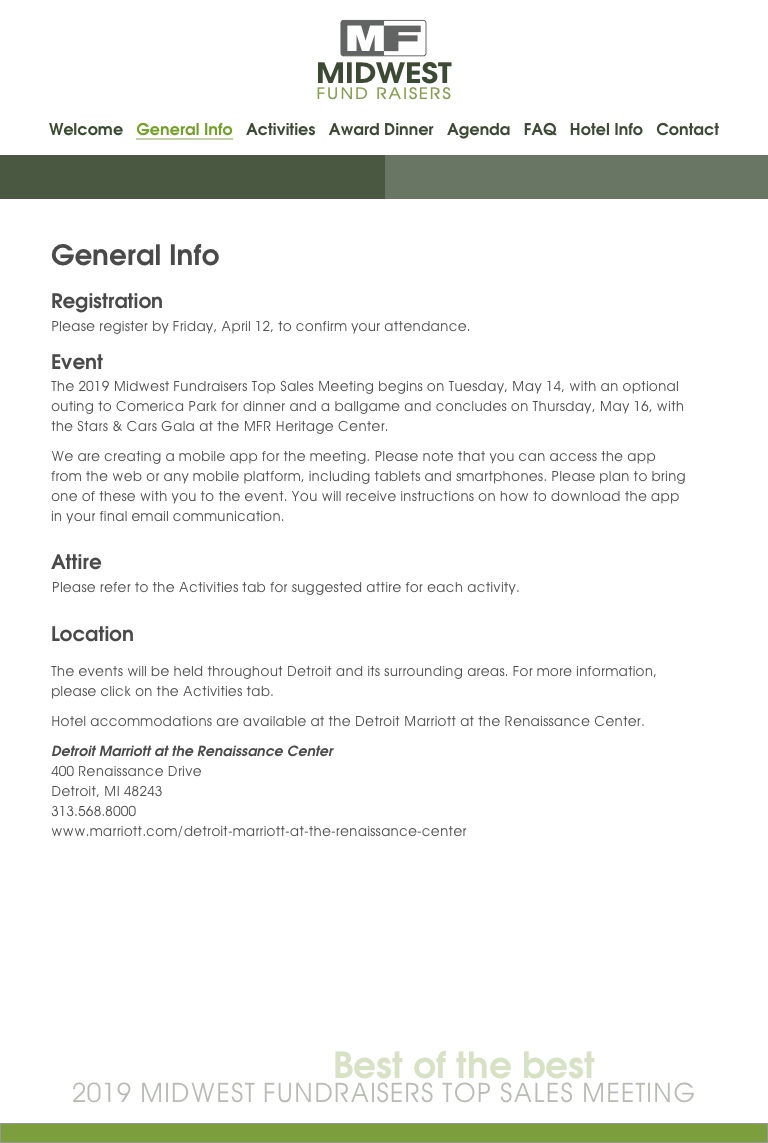 MF
MIDWEST
FUND RAISERS
Welcome General Info Activities Award Dinner Agenda FAQ Hotel Info Contact
General Info
Registration
Please register by Friday, April 12, to confirm your attendance.
Event
The 2019 Midwest Fundraisers Top Sales Meeting begins on Tuesday, May 14, with an optional
outing to Comerica Park for dinner and a ballgame and concludes on Thursday, May 16, with
the Stars & Cars Gala at the MFR Heritage Center.
We are creating a mobile app for the meeting. Please note that you can access the app
from the web or any mobile platform, including tablets and smartphones. Please plan to bring
one of these with you to the event. You will receive instructions on how to download the app
in your final email communication.
Attire
Please refer to the Activities tab for suggested attire for each activity.
Location
The events will be held throughout Detroit and its surrounding areas. For more information,
please click on the Activities tab.
Hotel accommodations are available at the Detroit Marriott at the Renaissance Center.
Detroit Marriott at the Renaissance Center
400 Renaissance Drive
Detroit, MI 48243
313.568.8000
www.marriott.com/detroit-marriott-at-the-renaissance-center
Best of the best
2019 MIDWEST FUNDRAISERS TOP SALES MEETING